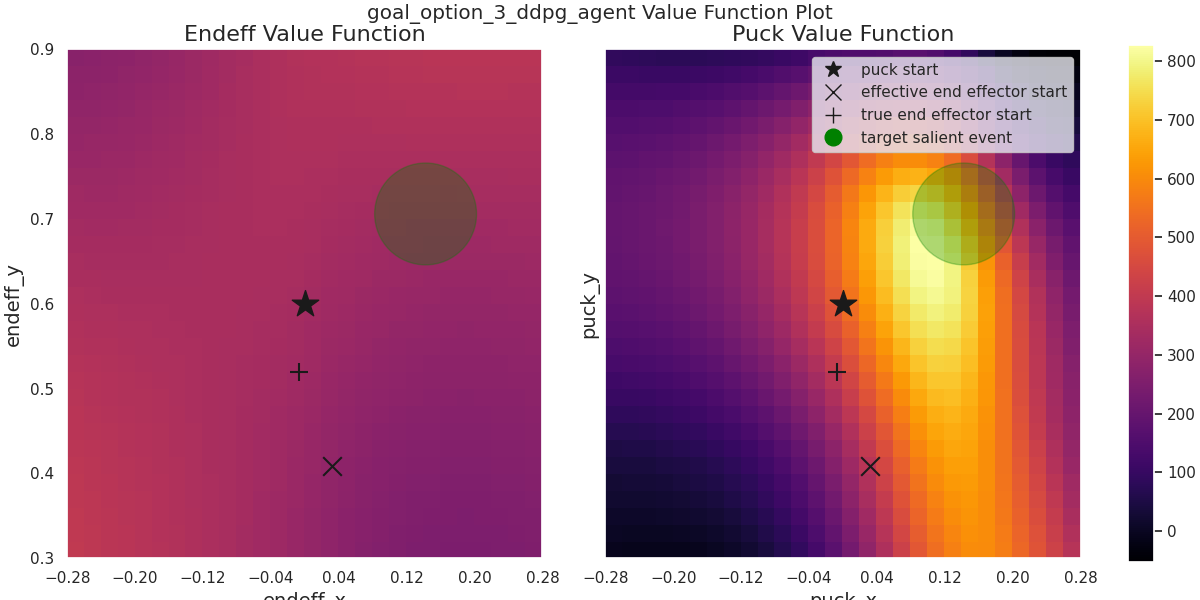 goal_option_3_ddpg_agent Value Function Plot
Endeff Value Function
Puck Value Function
puck start
effective end effector start
true end effector start
target salient event
endeff_y
0.9
0.8
0.7
0.6
0.5
0.4
0.3
−0.28 −0.20 −0.12 −0.04 0.04 0.12 0.20 0.28
endeff_x
puck_y
−0.28 −0.20 −0.12 −0.04 0.04 0.12 0.20 0.28
puck_x
800
700
600
500
400
300
200
100
0